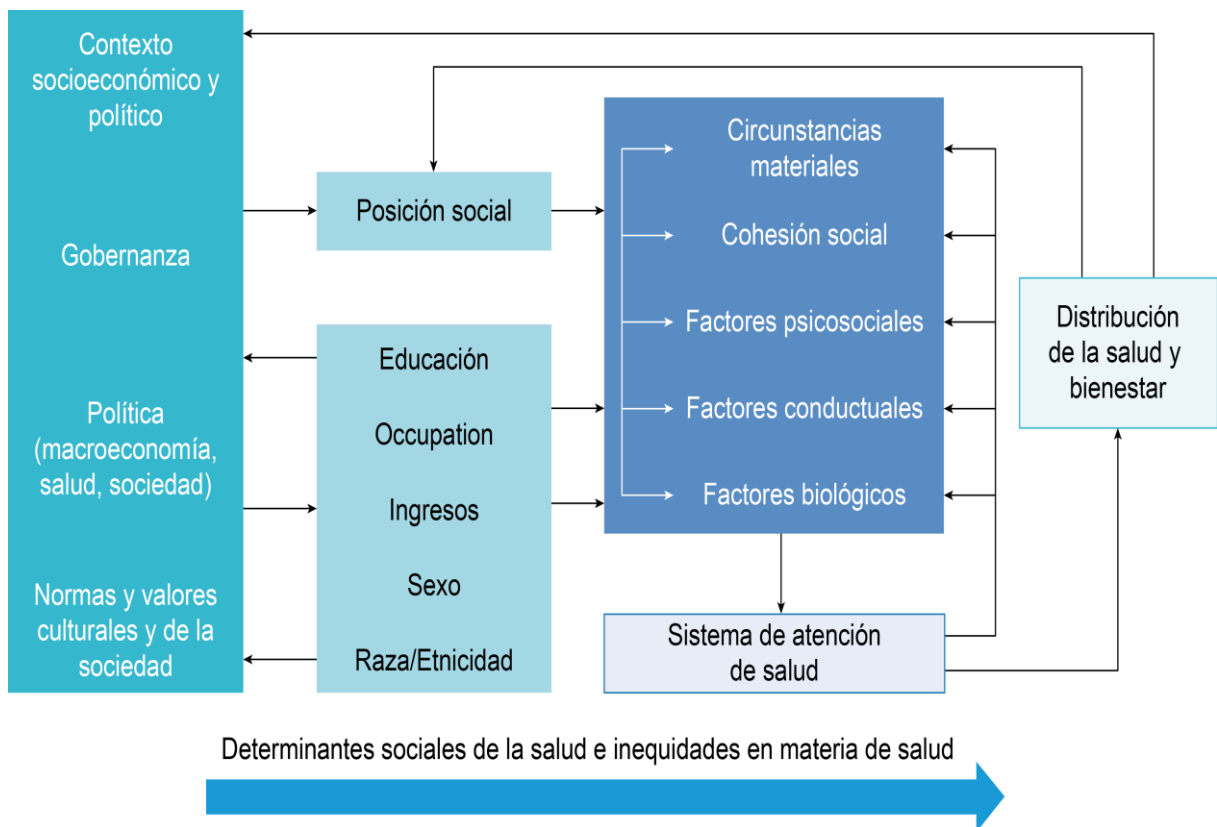 Contexto
socioeconómico y
político
Gobernanza
Política
(macroeconomía,
salud, sociedad)
Normas y valores
culturales y de la
sociedad
Posición social
Educación
Occupation
Ingresos
Sexo
Raza/Etnicidad
Circunstancias
materiales
Cohesión social
Factores psicosociales
Factores conductuales
Factores biológicos
Sistema de atención
de salud
Distribución
de la salud y
bienestar
Determinantes sociales de la salud e inequidades en materia de salud